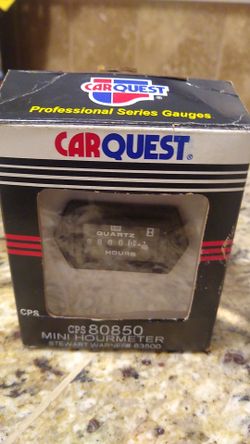 CARQUEST
Professional Series Gauges
CARQUEST®
QUARTZ
HOURS
CPS
CPS 80850
MINI HOURMETER
STEWART WARNER# 83500